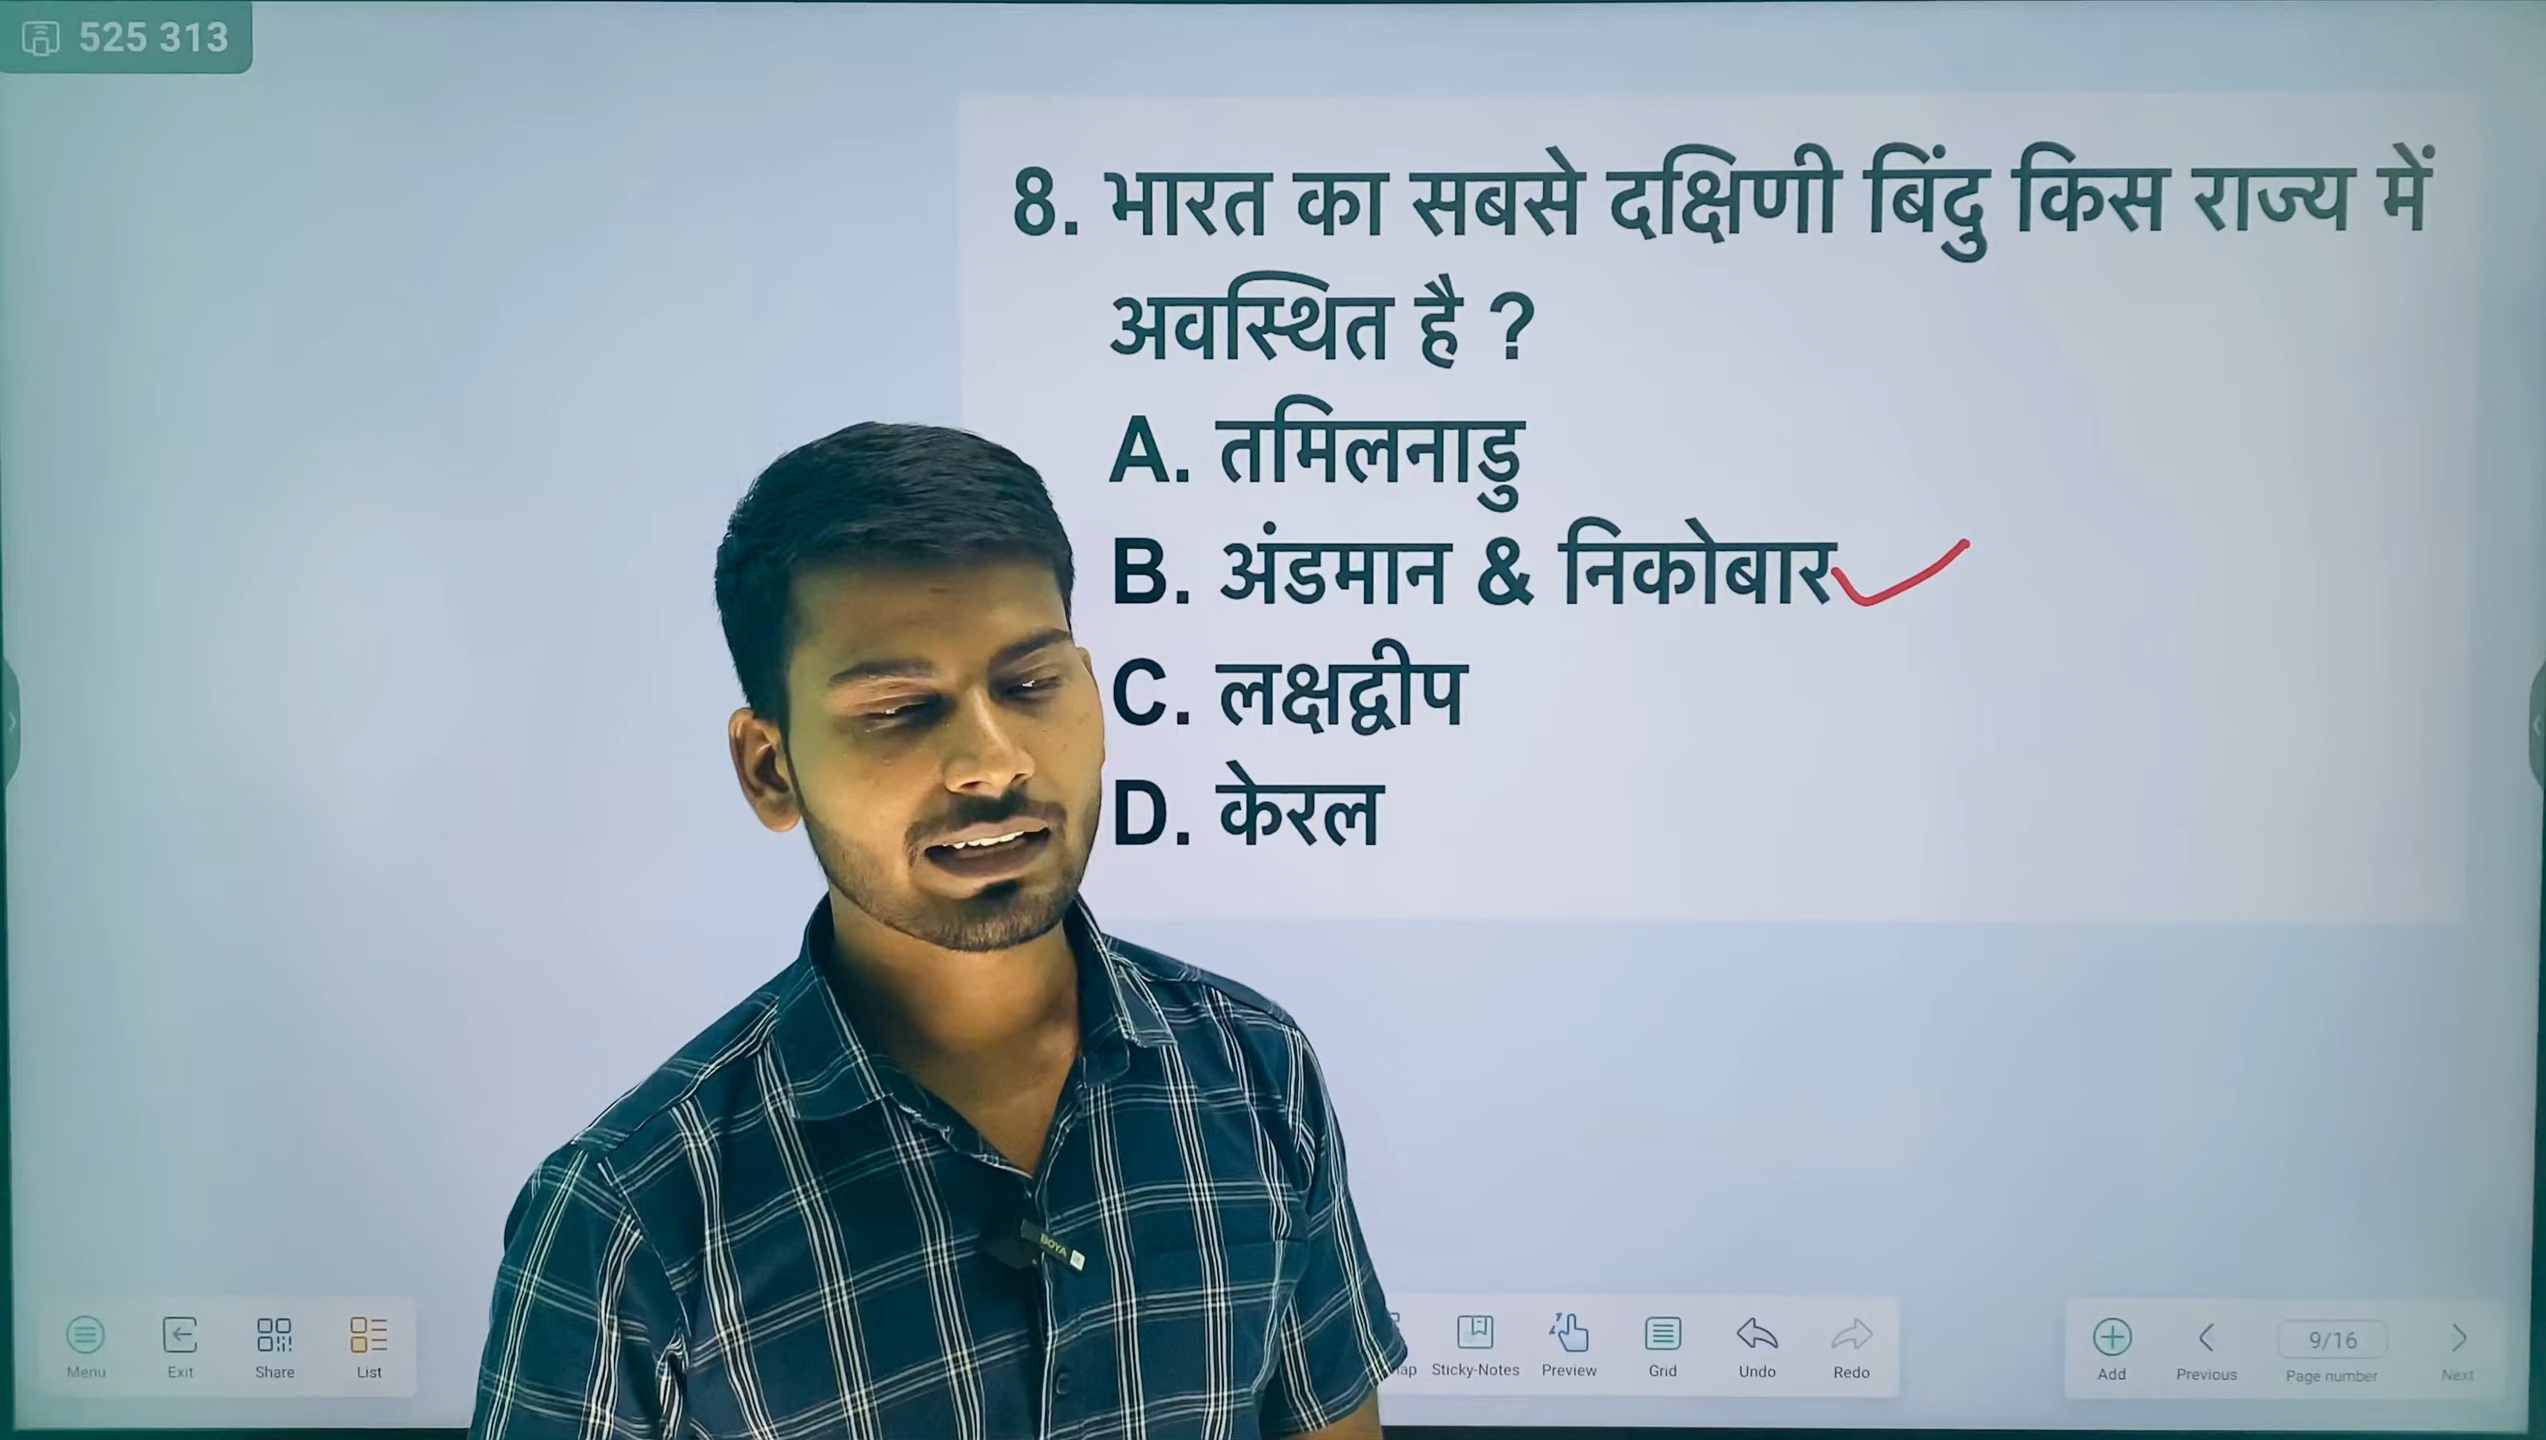 525 313
8. भारत का सबसे दक्षिणी बिंदु किस राज्य में
अवस्थित है ?
A. तमिलनाडु
B. अंडमान & निकोबार
C. लक्षद्वीप
D. केरल
BOYA
Menu Exit Share List
Sticky-Notes Preview Grid Undo Redo
Add Previous 9/16 Page number Next